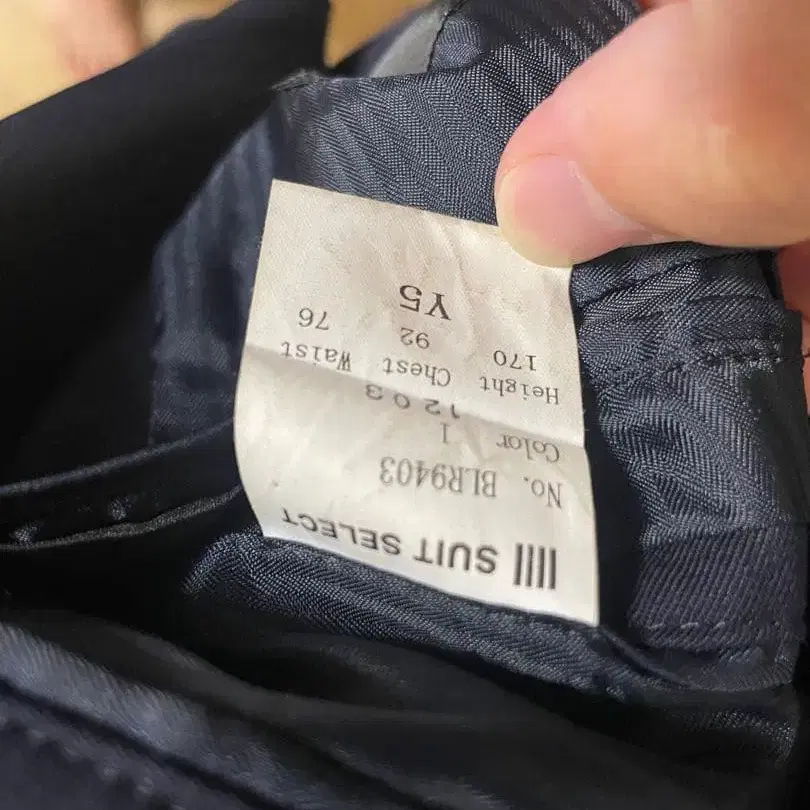 SUIT SELECT
No. BLR9403
Color 1
1203
Height Chest Waist
170 92 76
Y5